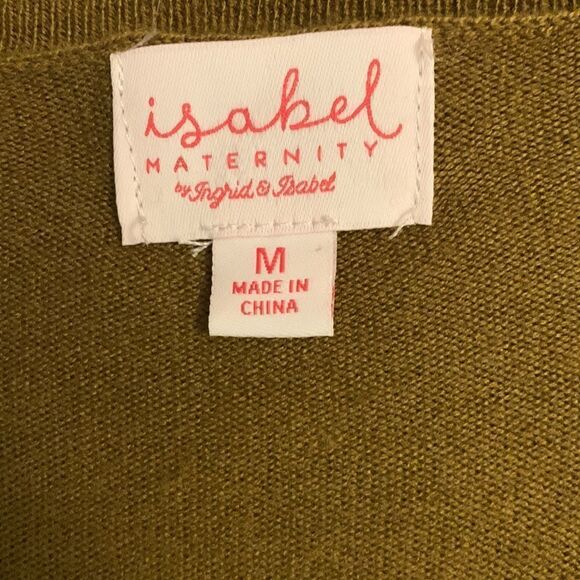 isabel
MATERNITY
by Ingrid & Isabel
M
MADE IN
CHINA